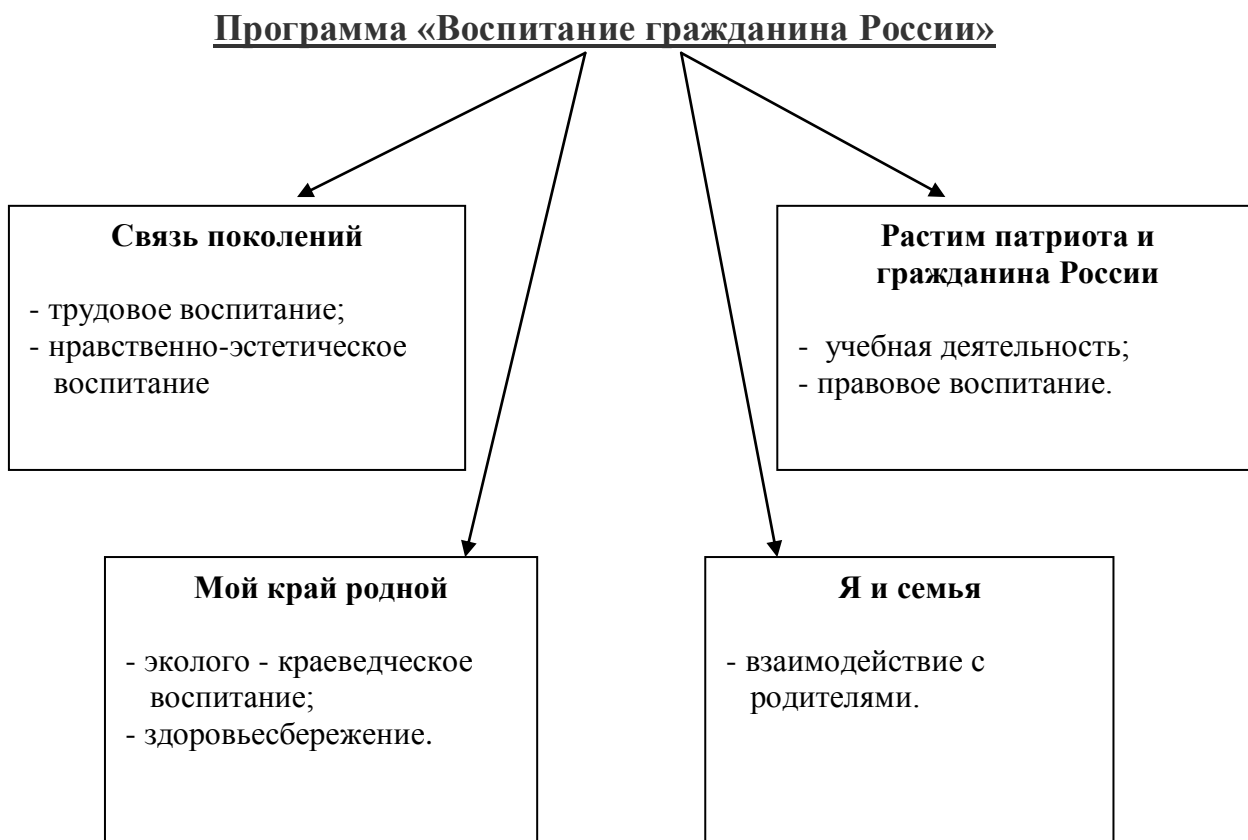 Программа «Воспитание гражданина России»
Связь поколений
- трудовое воспитание;
- нравственно-эстетическое
воспитание
Растим патриота и
гражданина России
- учебная деятельность;
- правовое воспитание.
Мой край родной
- эколого - краеведческое
воспитание;
- здоровьесбережение.
Я и семья
- взаимодействие с
родителями.